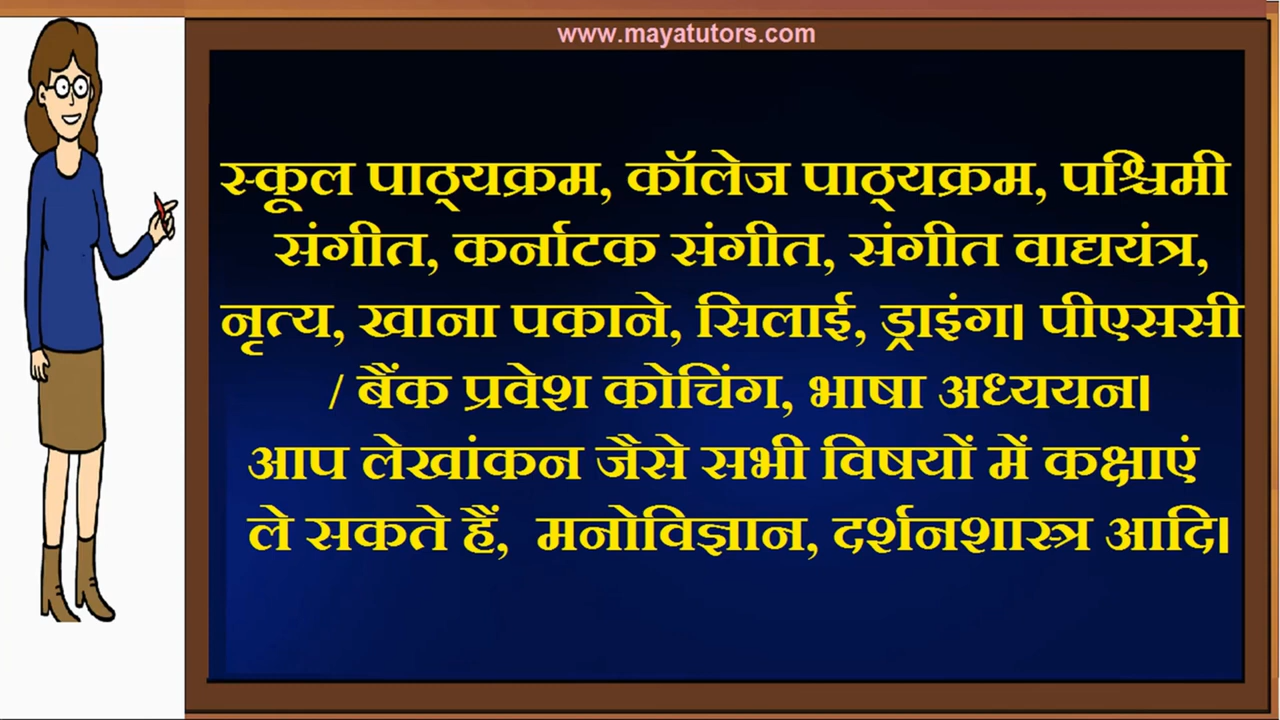 www.mayatutors.com
स्कूल पाठ्यक्रम, कॉलेज पाठ्यक्रम, पश्चिमी
संगीत, कर्नाटक संगीत, संगीत वाद्ययंत्र,
नृत्य, खाना पकाने, सिलाई, ड्राइंग। पीएससी
/ बैंक प्रवेश कोचिंग, भाषा अध्ययन।
आप लेखांकन जैसे सभी विषयों में कक्षाएं
ले सकते हैं, मनोविज्ञान, दर्शनशास्त्र आदि।